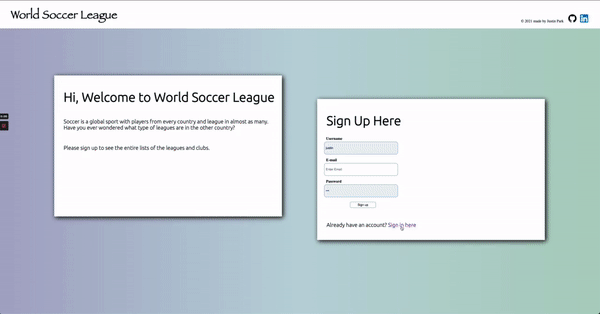 World Soccer League
© 2021 made by Justin Park
Hi, Welcome to World Soccer League
Soccer is a global sport with players from every country and league in almost as many.
Have you ever wondered what type of leagues are in the other country?
Please sign up to see the entire lists of the leagues and clubs.
Sign Up Here
Username
justin
E-mail
Enter Email
Password
Sign up
Already have an account? Sign in here